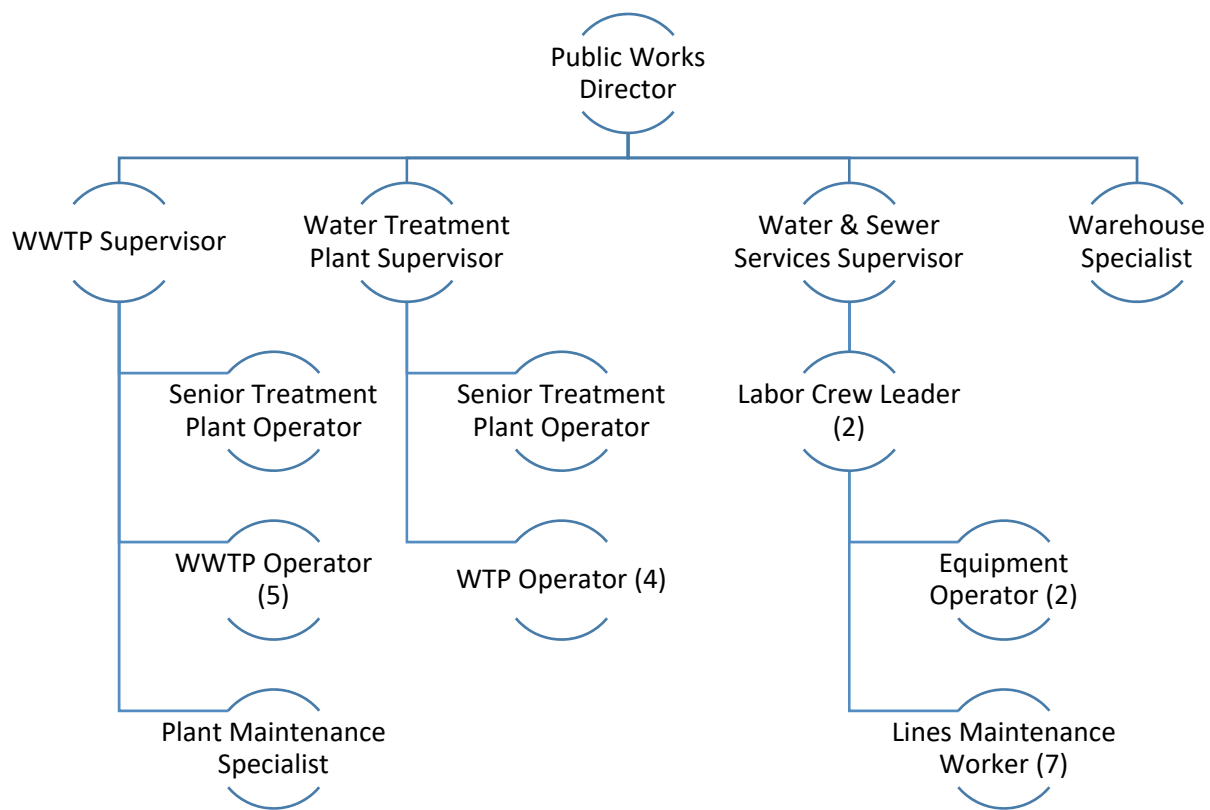 Public Works
Director
WWTP Supervisor
Water Treatment
Plant Supervisor
Water & Sewer
Services Supervisor
Warehouse
Specialist
Senior Treatment
Plant Operator
Senior Treatment
Plant Operator
Labor Crew Leader
(2)
WWTP Operator
(5)
WTP Operator (4)
Equipment
Operator (2)
Plant Maintenance
Specialist
Lines Maintenance
Worker (7)